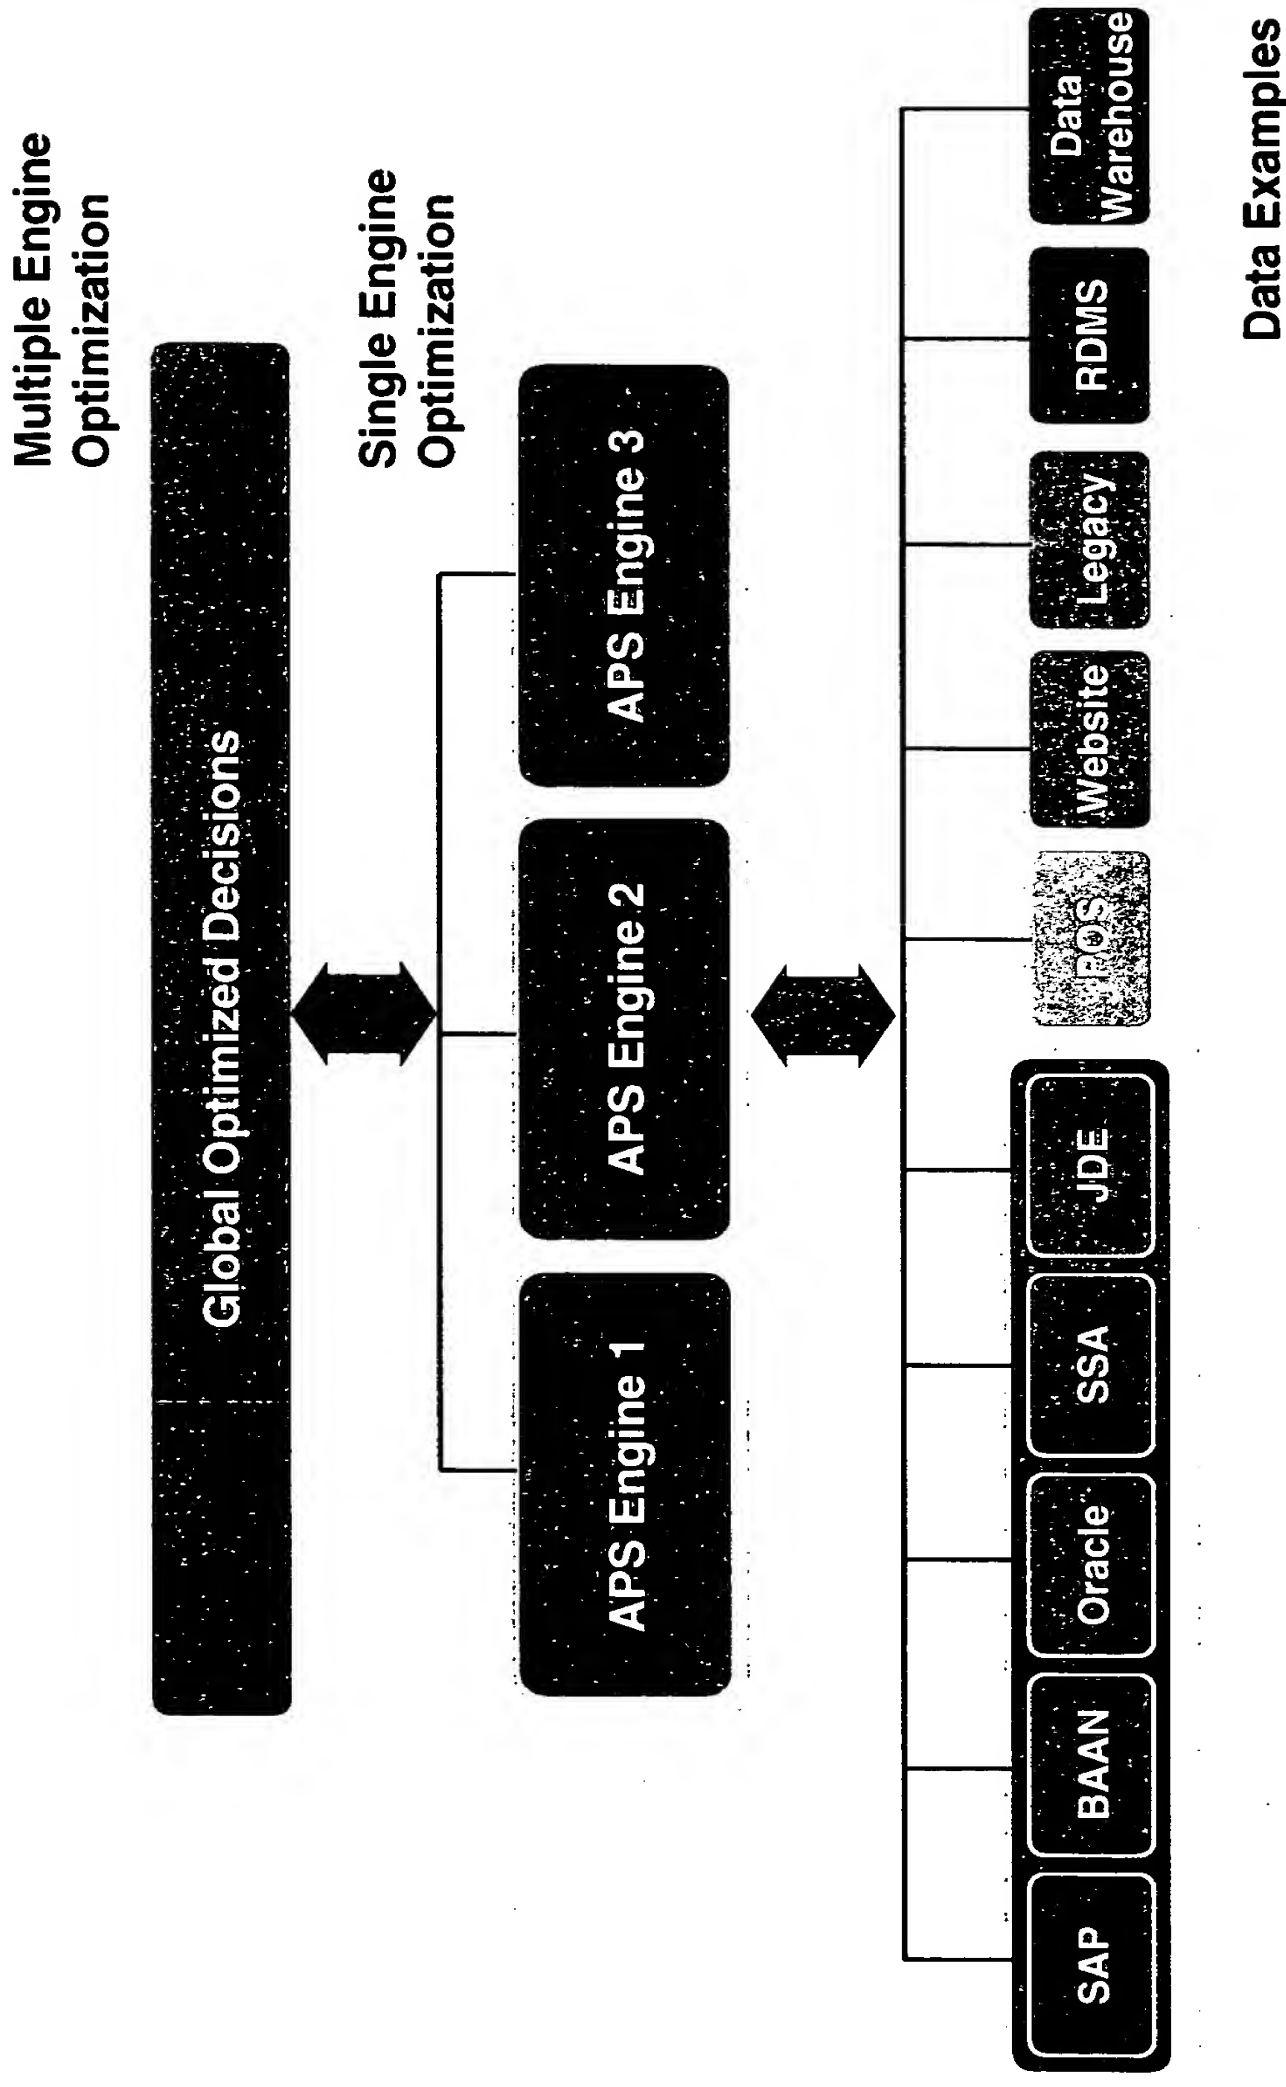 Multiple Engine
Optimization
Global Optimized Decisions
Single Engine
Optimization
APS Engine 1
APS Engine 2
APS Engine 3
SAP
BAAN
Oracle
SSA
JDE
POS
Website
Legacy
RDMS
Data
Warehouse
Data Examples